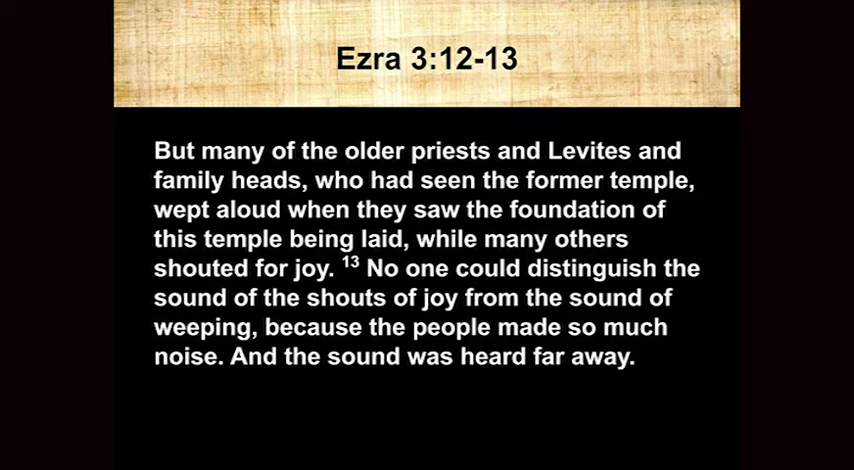 Ezra 3:12-13
But many of the older priests and Levites and
family heads, who had seen the former temple,
wept aloud when they saw the foundation of
this temple being laid, while many others
shouted for joy. 13 No one could distinguish the
sound of the shouts of joy from the sound of
weeping, because the people made so much
noise. And the sound was heard far away.